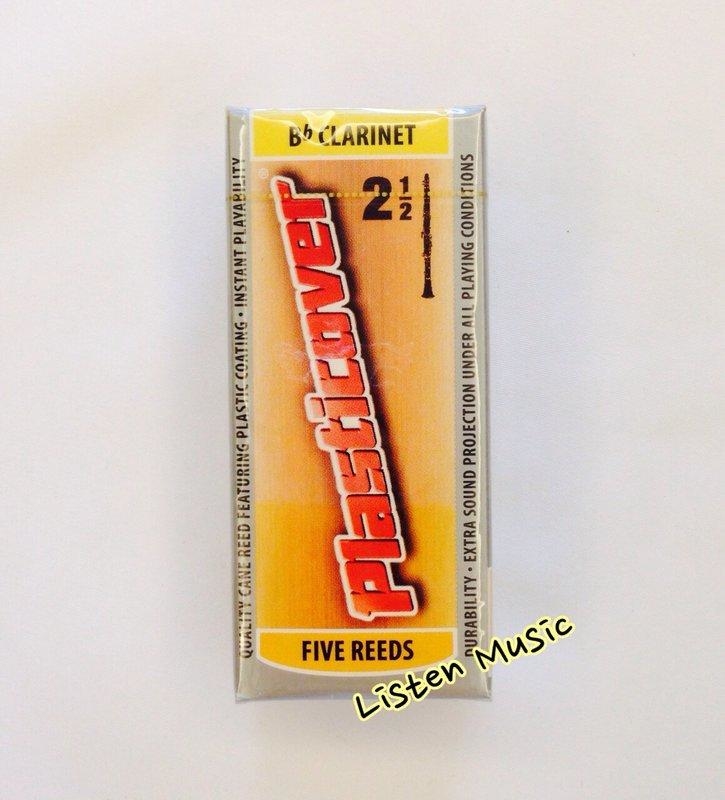 B♭ CLARINET
2 1/2
Plasticover®
QUALITY CANE REED FEATURING PLASTIC COATING • INSTANT PLAYABILITY
DURABILITY • EXTRA SOUND PROJECTION UNDER ALL PLAYING CONDITIONS
FIVE REEDS
Listen Music